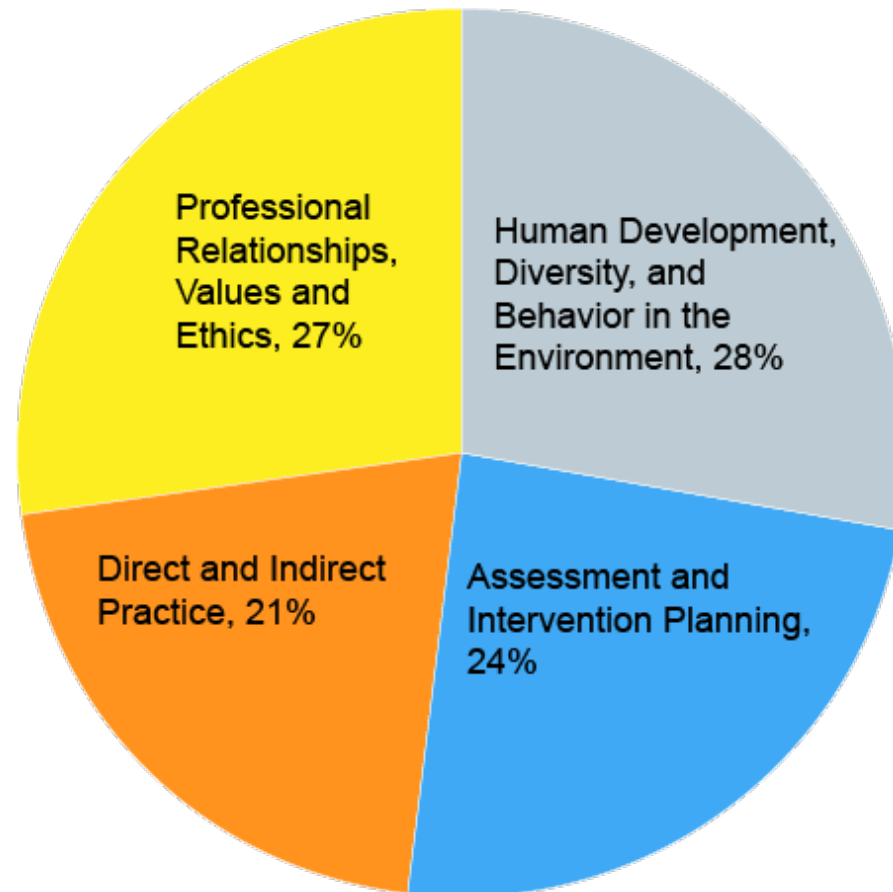 Professional
Relationships,
Values and
Ethics, 27%
Human Development,
Diversity, and
Behavior in the
Environment, 28%
Direct and Indirect
Practice, 21%
Assessment and
Intervention Planning,
24%